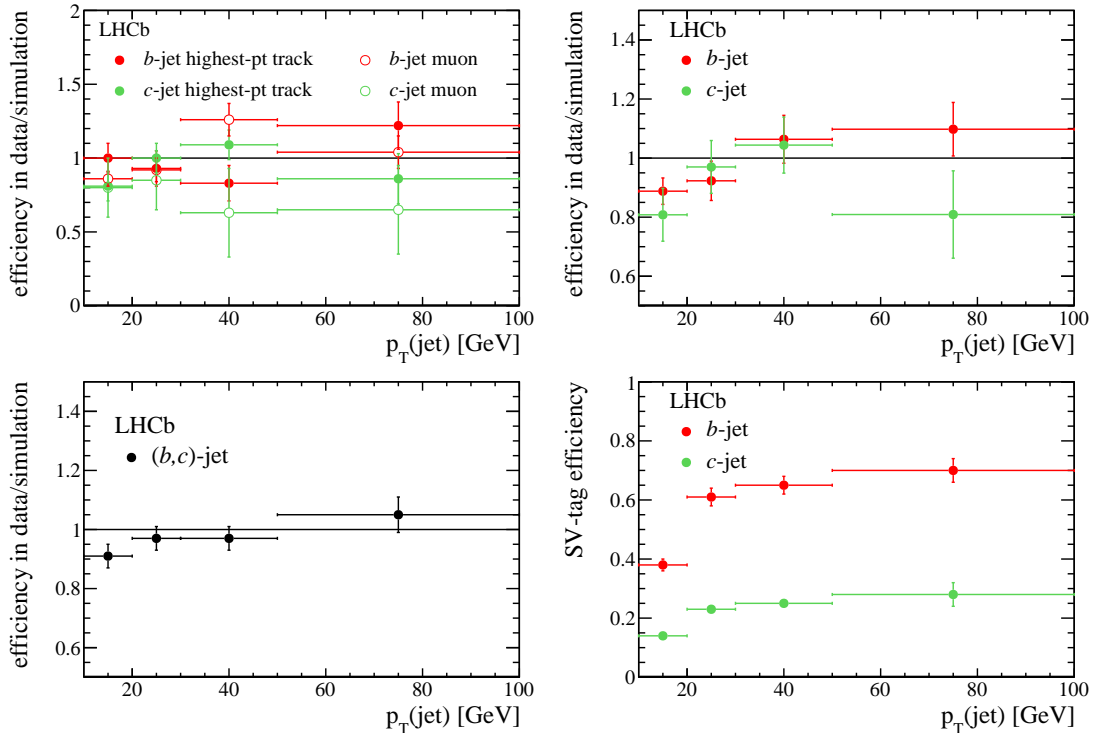 LHCb
b-jet highest-pt track
b-jet muon
c-jet highest-pt track
c-jet muon
efficiency in data/simulation
2
1.5
1
0.5
0
20 40 60 80 100
p_T(jet) [GeV]
LHCb
b-jet
c-jet
efficiency in data/simulation
1.4
1.2
1
0.8
0.6
20 40 60 80 100
p_T(jet) [GeV]
LHCb
(b,c)-jet
efficiency in data/simulation
1.4
1.2
1
0.8
0.6
20 40 60 80 100
p_T(jet) [GeV]
LHCb
b-jet
c-jet
SV-tag efficiency
1
0.8
0.6
0.4
0.2
0
20 40 60 80 100
p_T(jet) [GeV]